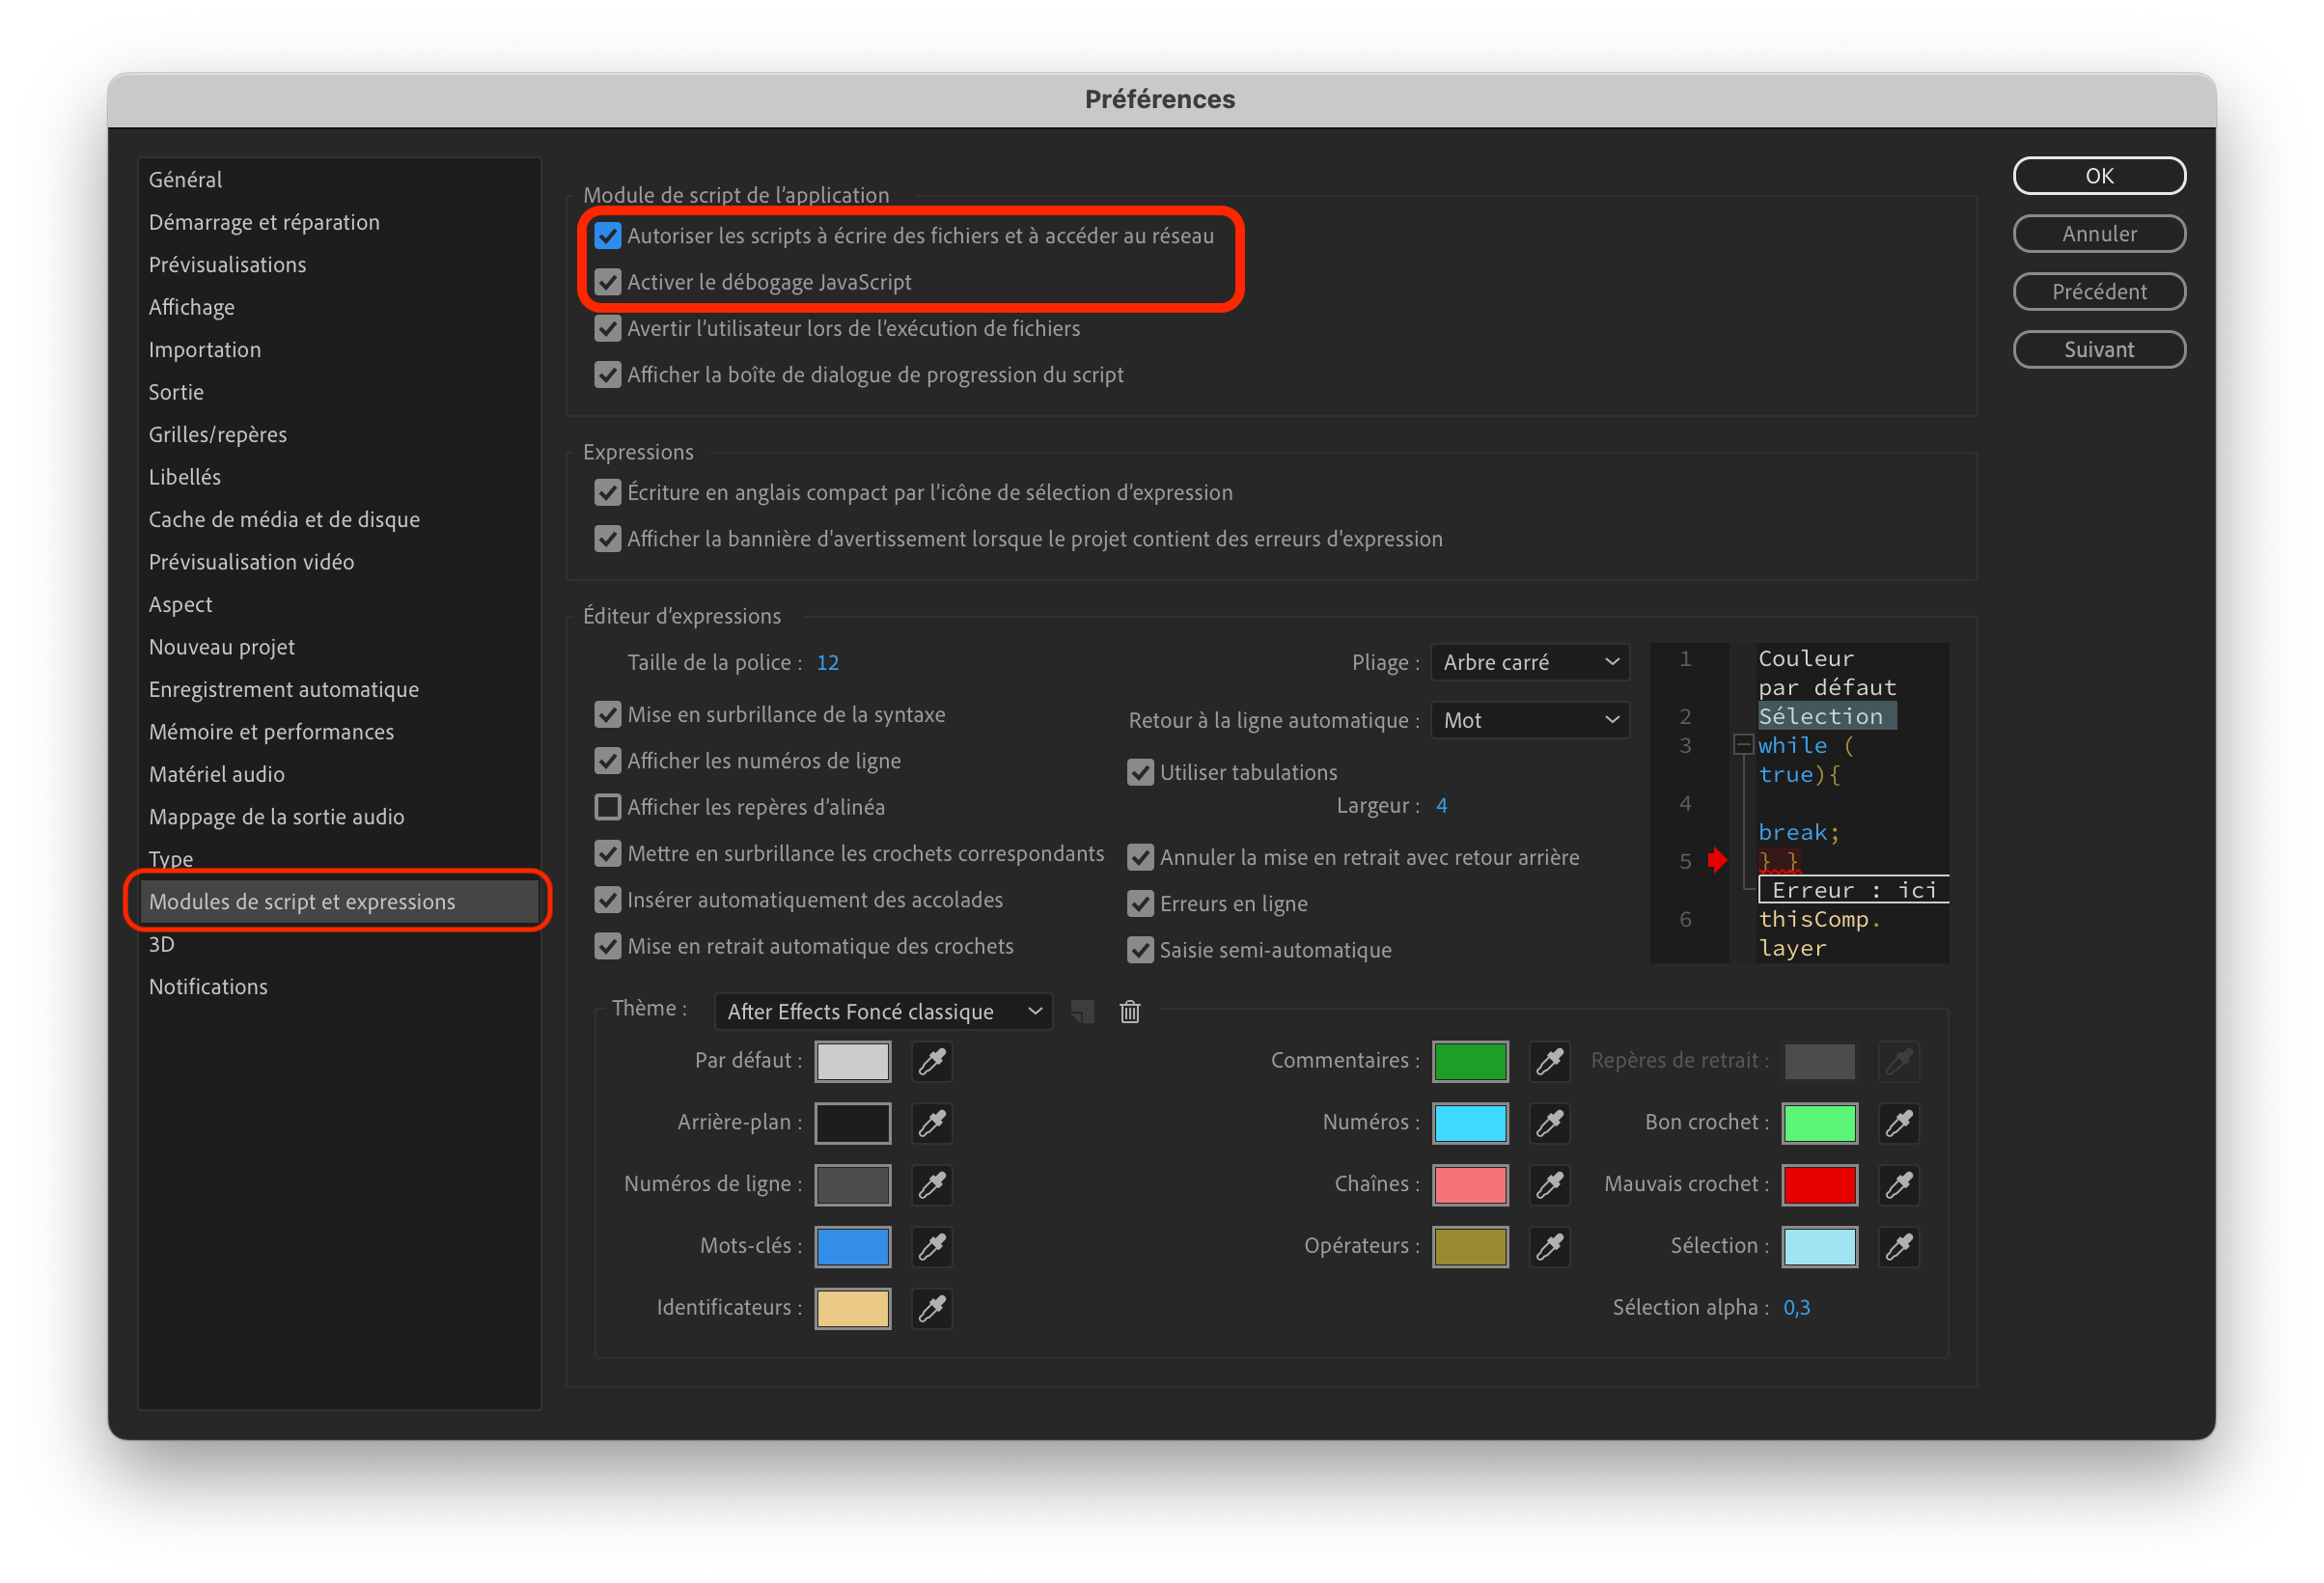 Préférences
Général
Démarrage et réparation
Prévisualisations
Affichage
Importation
Sortie
Grilles/repères
Libellés
Cache de média et de disque
Prévisualisation vidéo
Aspect
Nouveau projet
Enregistrement automatique
Mémoire et performances
Matériel audio
Mappage de la sortie audio
Type
Modules de script et expressions
3D
Notifications
Module de script de l’application
Autoriser les scripts à écrire des fichiers et à accéder au réseau
Activer le débogage JavaScript
Avertir l’utilisateur lors de l’exécution de fichiers
Afficher la boîte de dialogue de progression du script
Expressions
Écriture en anglais compact par l’icône de sélection d’expression
Afficher la bannière d'avertissement lorsque le projet contient des erreurs d'expression
Éditeur d’expressions
Taille de la police : 12
Mise en surbrillance de la syntaxe
Afficher les numéros de ligne
Afficher les repères d’alinéa
Mettre en surbrillance les crochets correspondants
Insérer automatiquement des accolades
Mise en retrait automatique des crochets
Pliage : Arbre carré
Retour à la ligne automatique : Mot
Utiliser tabulations
Largeur : 4
Annuler la mise en retrait avec retour arrière
Erreurs en ligne
Saisie semi-automatique
1 Couleur
par défaut
2 Sélection
3 while (
true){
4
break;
5 } }
Erreur : ici
6 thisComp.
layer
Thème : After Effects Foncé classique
Par défaut :
Arrière-plan :
Numéros de ligne :
Mots-clés :
Identificateurs :
Commentaires :
Numéros :
Chaînes :
Opérateurs :
Repères de retrait :
Bon crochet :
Mauvais crochet :
Sélection :
Sélection alpha : 0,3
OK
Annuler
Précédent
Suivant